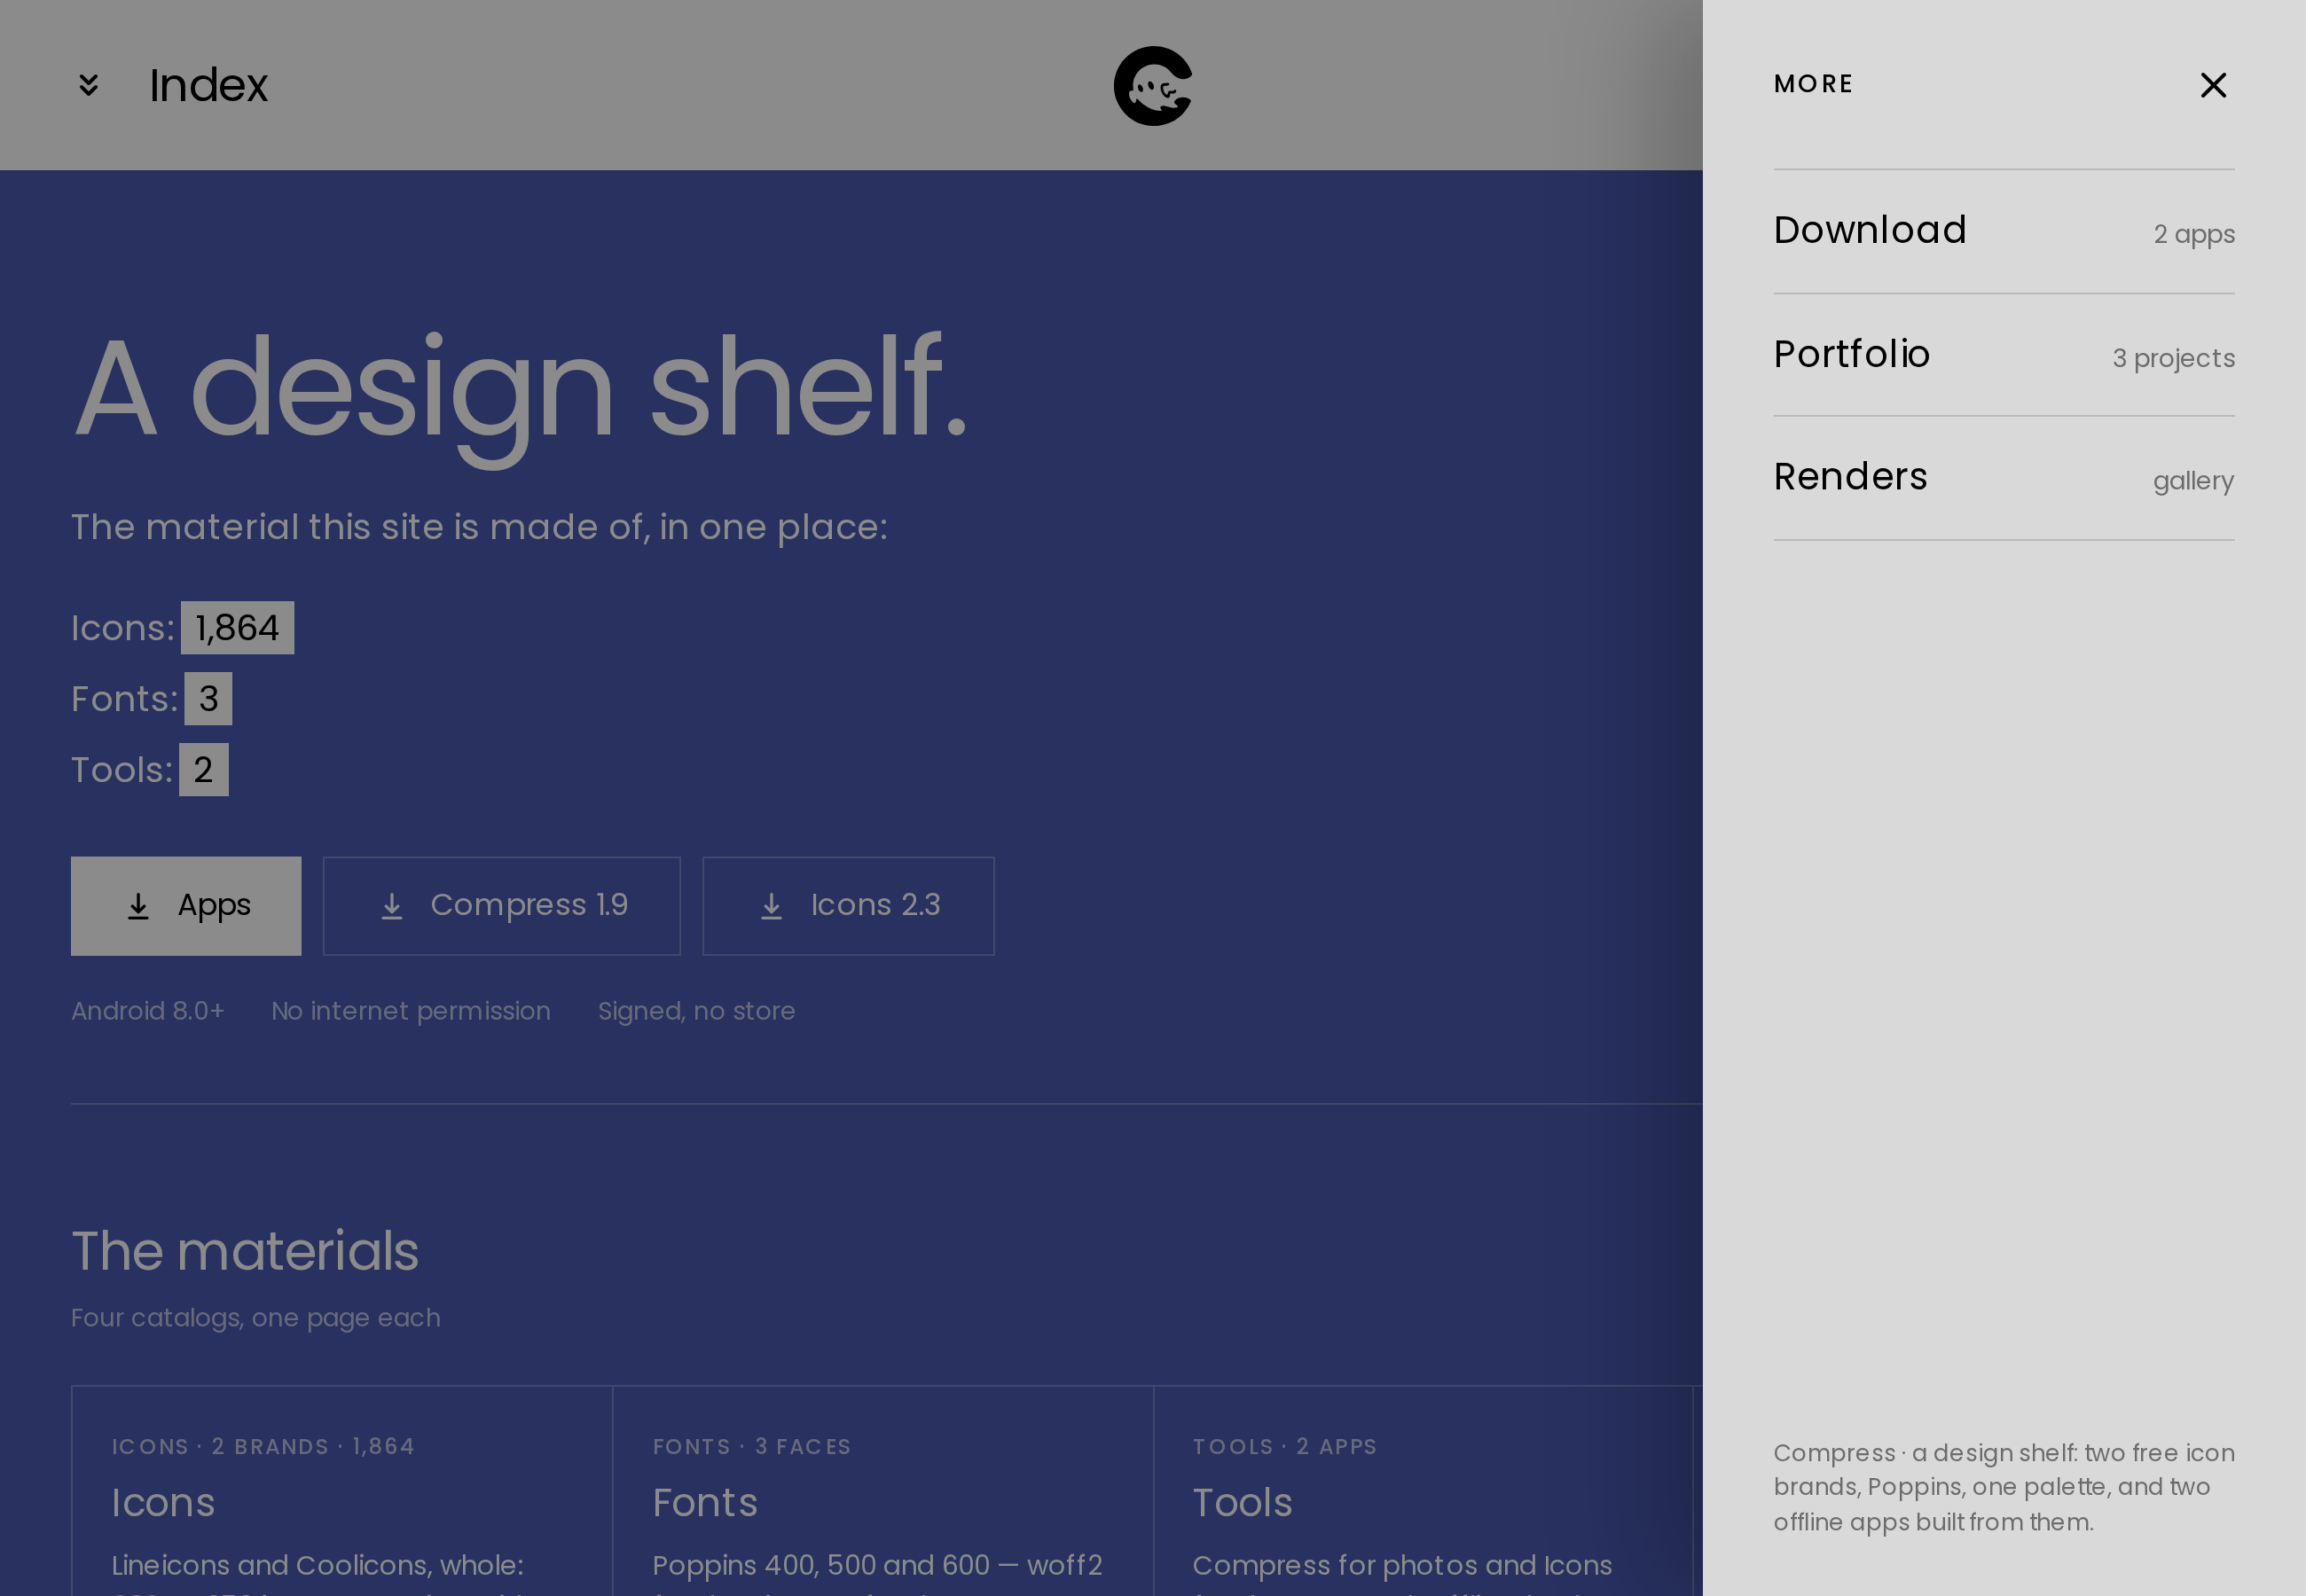 Index
MORE
Download
2 apps
Portfolio
3 projects
Renders
gallery
A design shelf.
The material this site is made of, in one place:
Icons: 1,864
Fonts: 3
Tools: 2
Apps
Compress 1.9
Icons 2.3
Android 8.0+
No internet permission
Signed, no store
The materials
Four catalogs, one page each
ICONS · 2 BRANDS · 1,864
Icons
Lineicons and Coolicons, whole:
FONTS · 3 FACES
Fonts
Poppins 400, 500 and 600 — woff2
TOOLS · 2 APPS
Tools
Compress for photos and Icons
Compress · a design shelf: two free icon
brands, Poppins, one palette, and two
offline apps built from them.